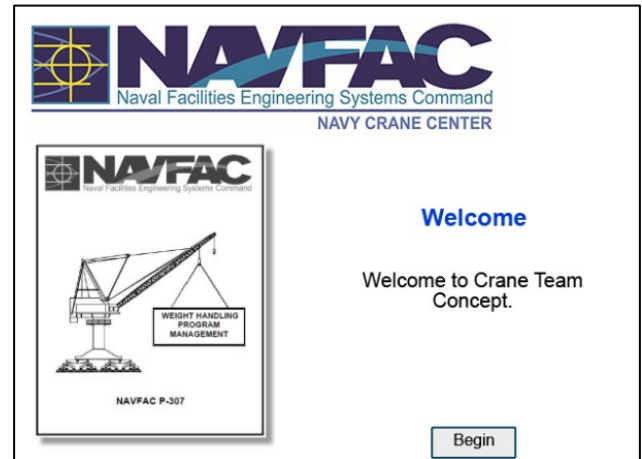 NAVFAC
Naval Facilities Engineering Systems Command
NAVY CRANE CENTER
NAVFAC
Naval Facilities Engineering Systems Command
WEIGHT HANDLING
PROGRAM
MANAGEMENT
NAVFAC P-307
Welcome
Welcome to Crane Team
Concept.
Begin